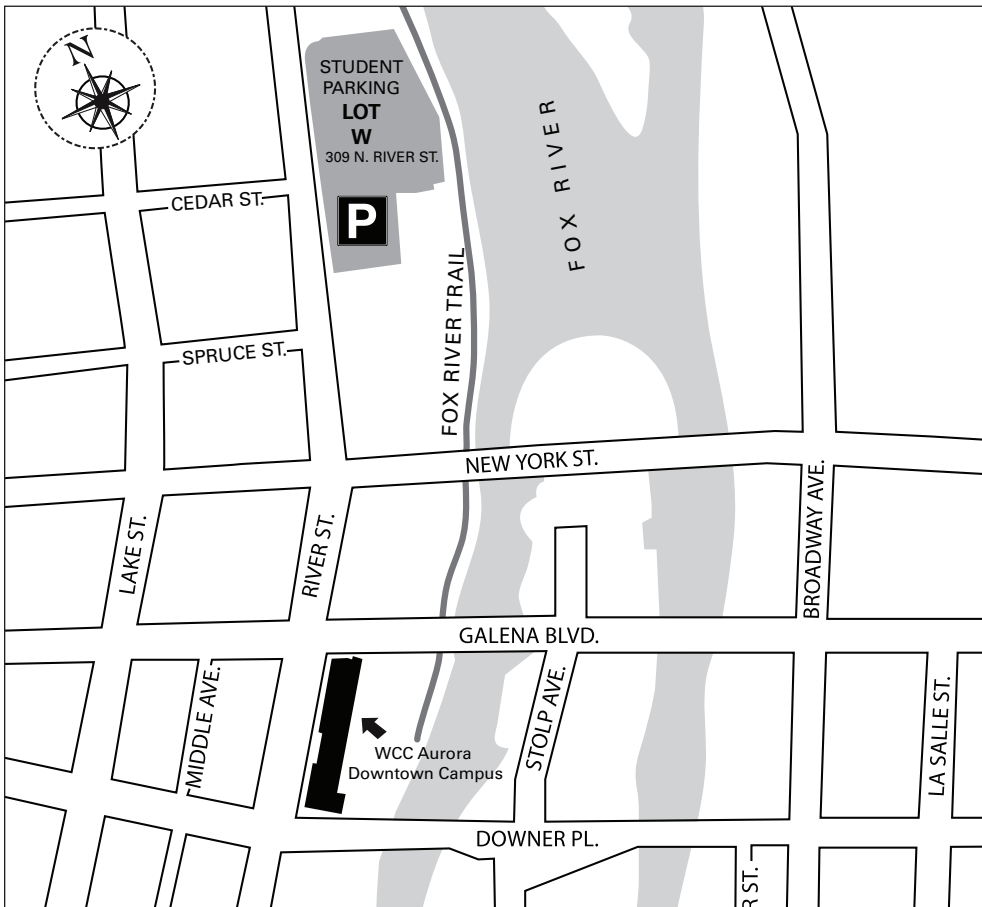 N
STUDENT
PARKING
LOT
W
309 N. RIVER ST.
P
CEDAR ST.
SPRUCE ST.
FOX RIVER TRAIL
FOX RIVER
NEW YORK ST.
LAKE ST.
RIVER ST.
BROADWAY AVE.
GALENA BLVD.
MIDDLE AVE.
STOLP AVE.
LA SALLE ST.
WCC Aurora
Downtown Campus
DOWNER PL.
R ST.